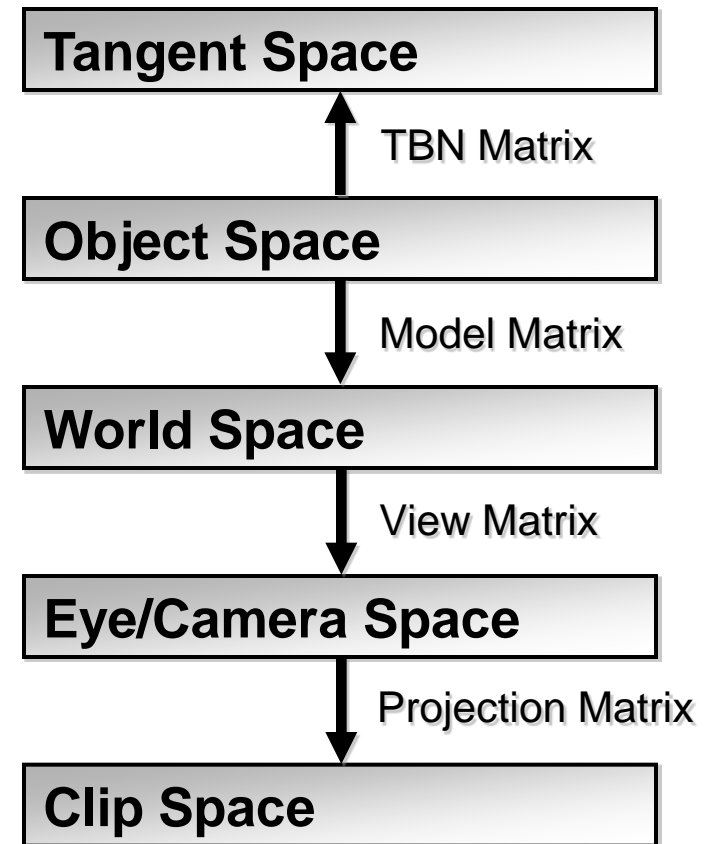 Tangent Space
TBN Matrix
Object Space
Model Matrix
World Space
View Matrix
Eye/Camera Space
Projection Matrix
Clip Space